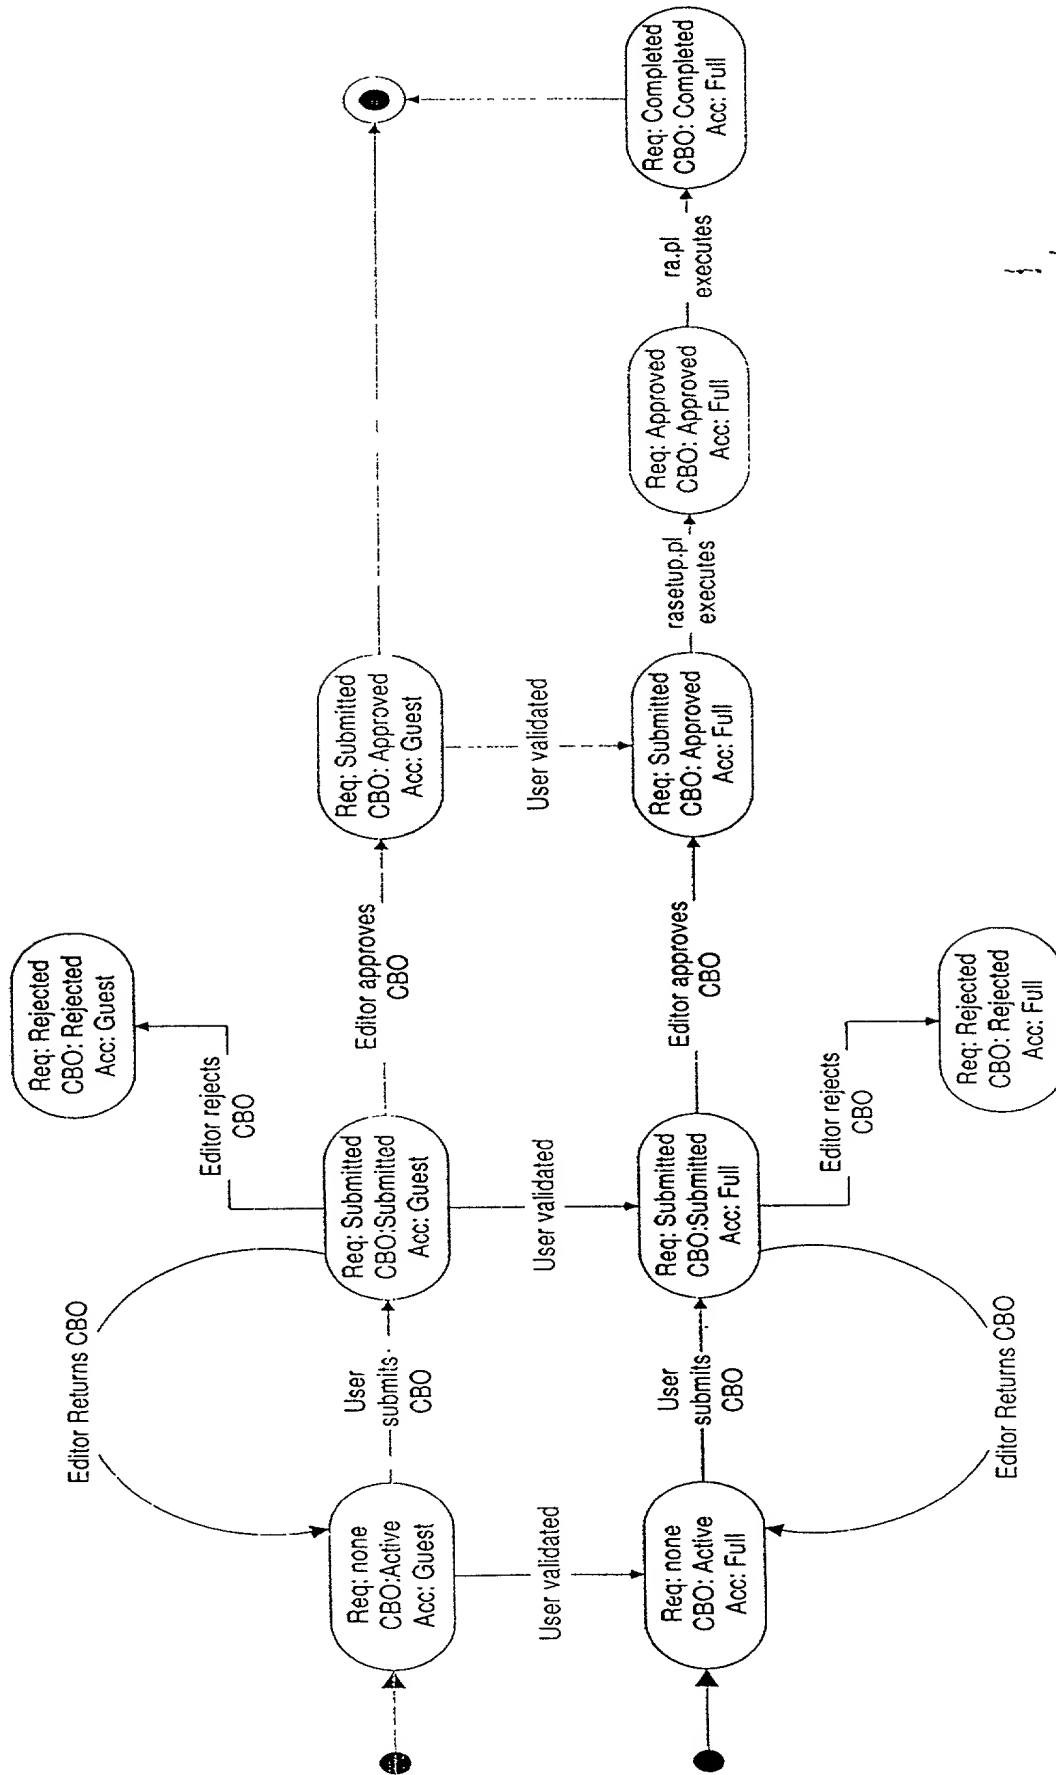 Req: Rejected
CBO: Rejected
Acc: Guest
Editor rejects
CBO
Editor Returns CBO
Req: none
CBO:Active
Acc: Guest
User
submits
CBO
Req: Submitted
CBO:Submitted
Acc: Guest
Editor approves
CBO
Req: Submitted
CBO: Approved
Acc: Guest
User validated
User validated
User validated
Req: none
CBO: Active
Acc: Full
User
submits
CBO
Req: Submitted
CBO:Submitted
Acc: Full
Editor approves
CBO
Req: Submitted
CBO: Approved
Acc: Full
rasetup.pl
executes
Req: Approved
CBO: Approved
Acc: Full
ra.pl
executes
Req: Completed
CBO: Completed
Acc: Full
Editor rejects
CBO
Editor Returns CBO
Req: Rejected
CBO: Rejected
Acc: Full